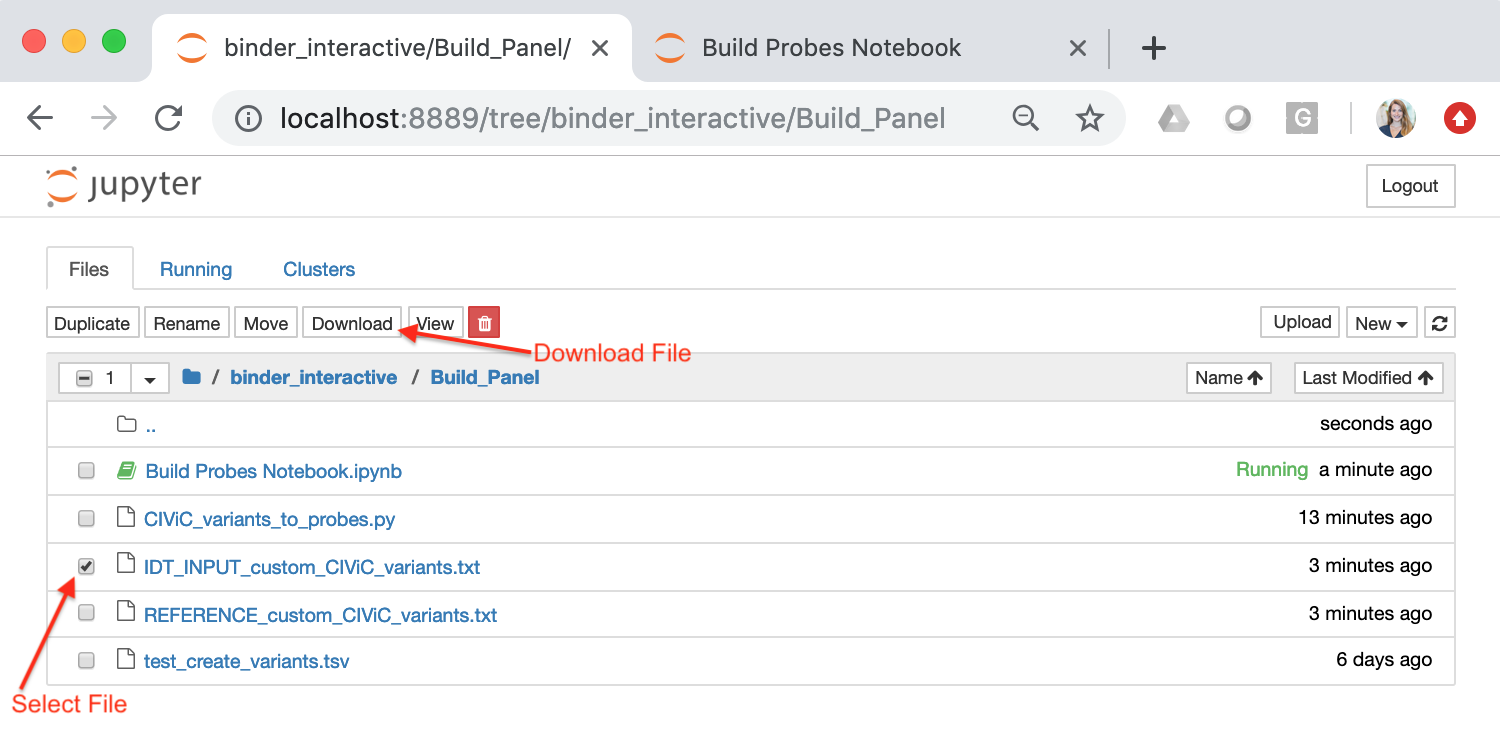 binder_interactive/Build_Panel/ Build Probes Notebook
localhost:8889/tree/binder_interactive/Build_Panel G
jupyter Logout
Files Running Clusters
Duplicate Rename Move Download View Upload New
Download File
1 / binder_interactive / Build_Panel Name Last Modified
.. seconds ago
Build Probes Notebook.ipynb Running a minute ago
CIViC_variants_to_probes.py 13 minutes ago
IDT_INPUT_custom_CIViC_variants.txt 3 minutes ago
REFERENCE_custom_CIViC_variants.txt 3 minutes ago
test_create_variants.tsv 6 days ago
Select File